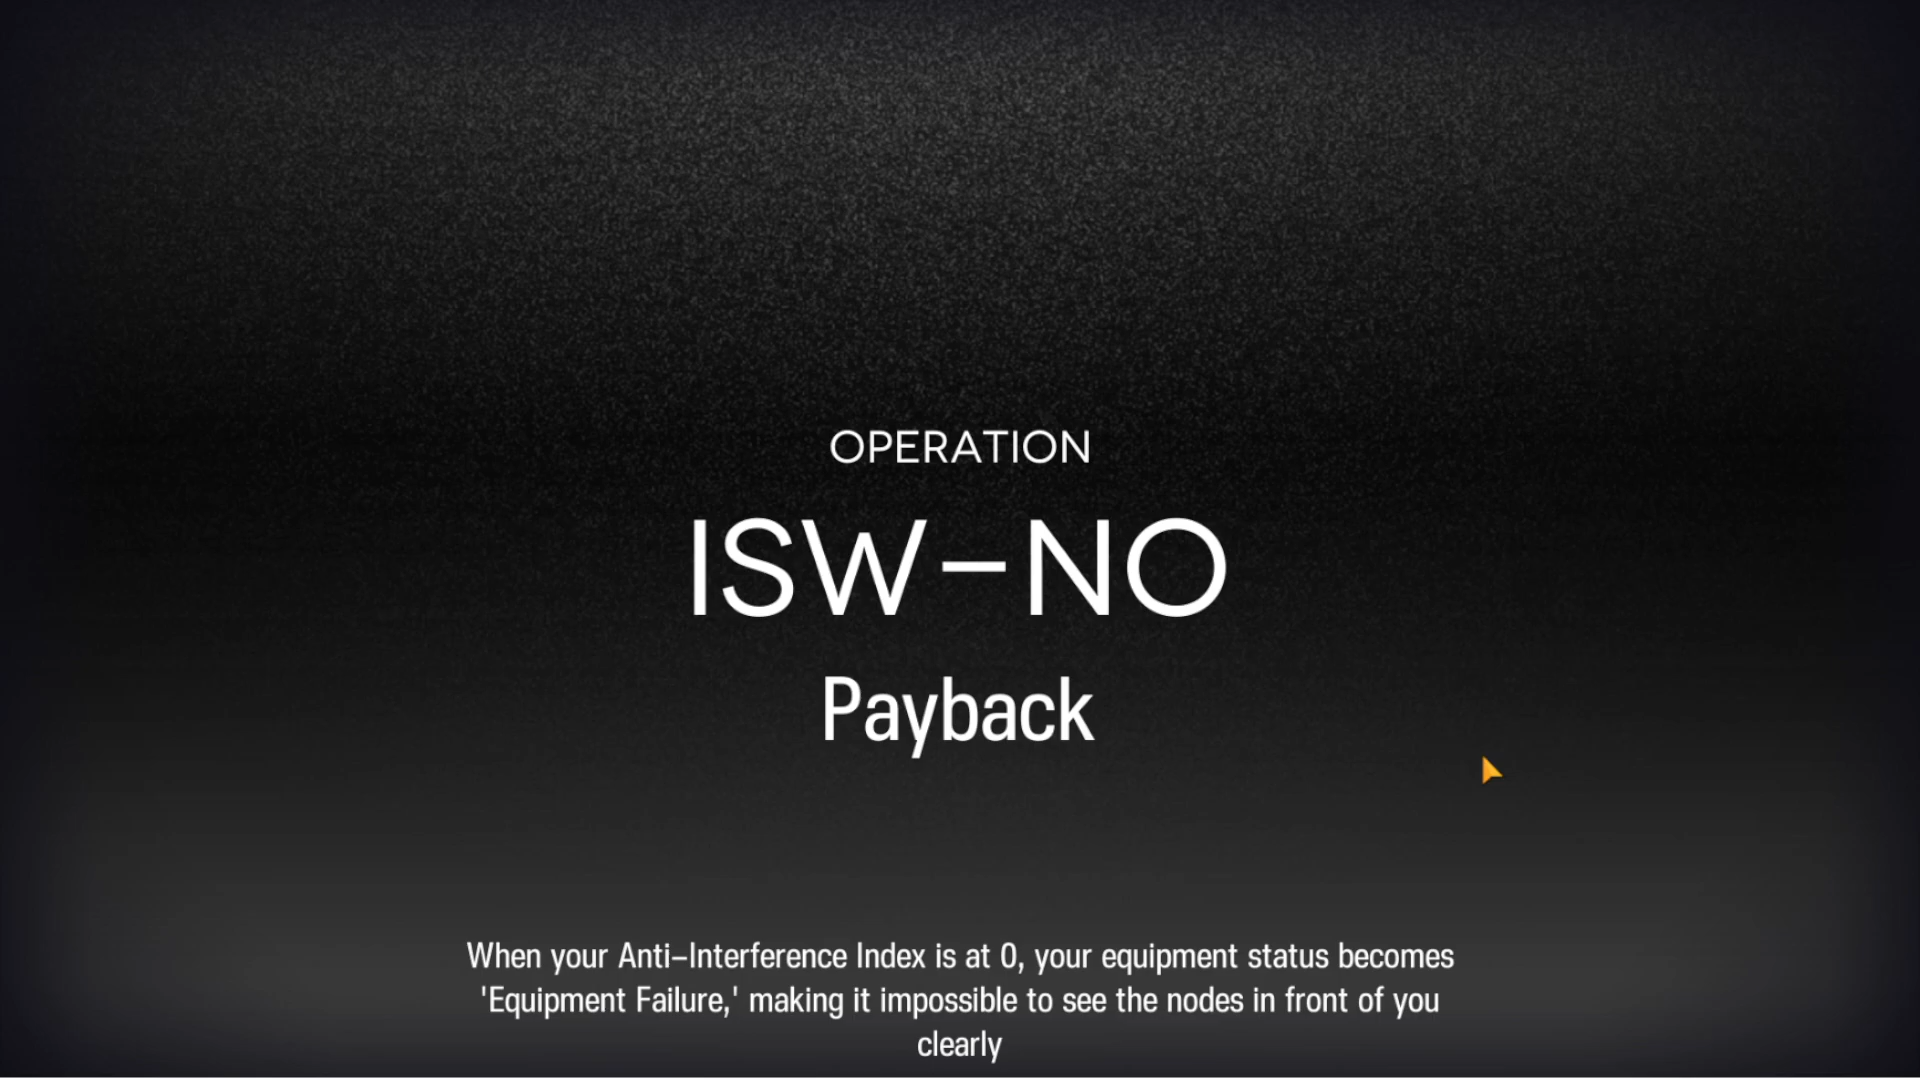 OPERATION
ISW-NO
Payback
When your Anti-Interference Index is at 0, your equipment status becomes
'Equipment Failure,' making it impossible to see the nodes in front of you
clearly